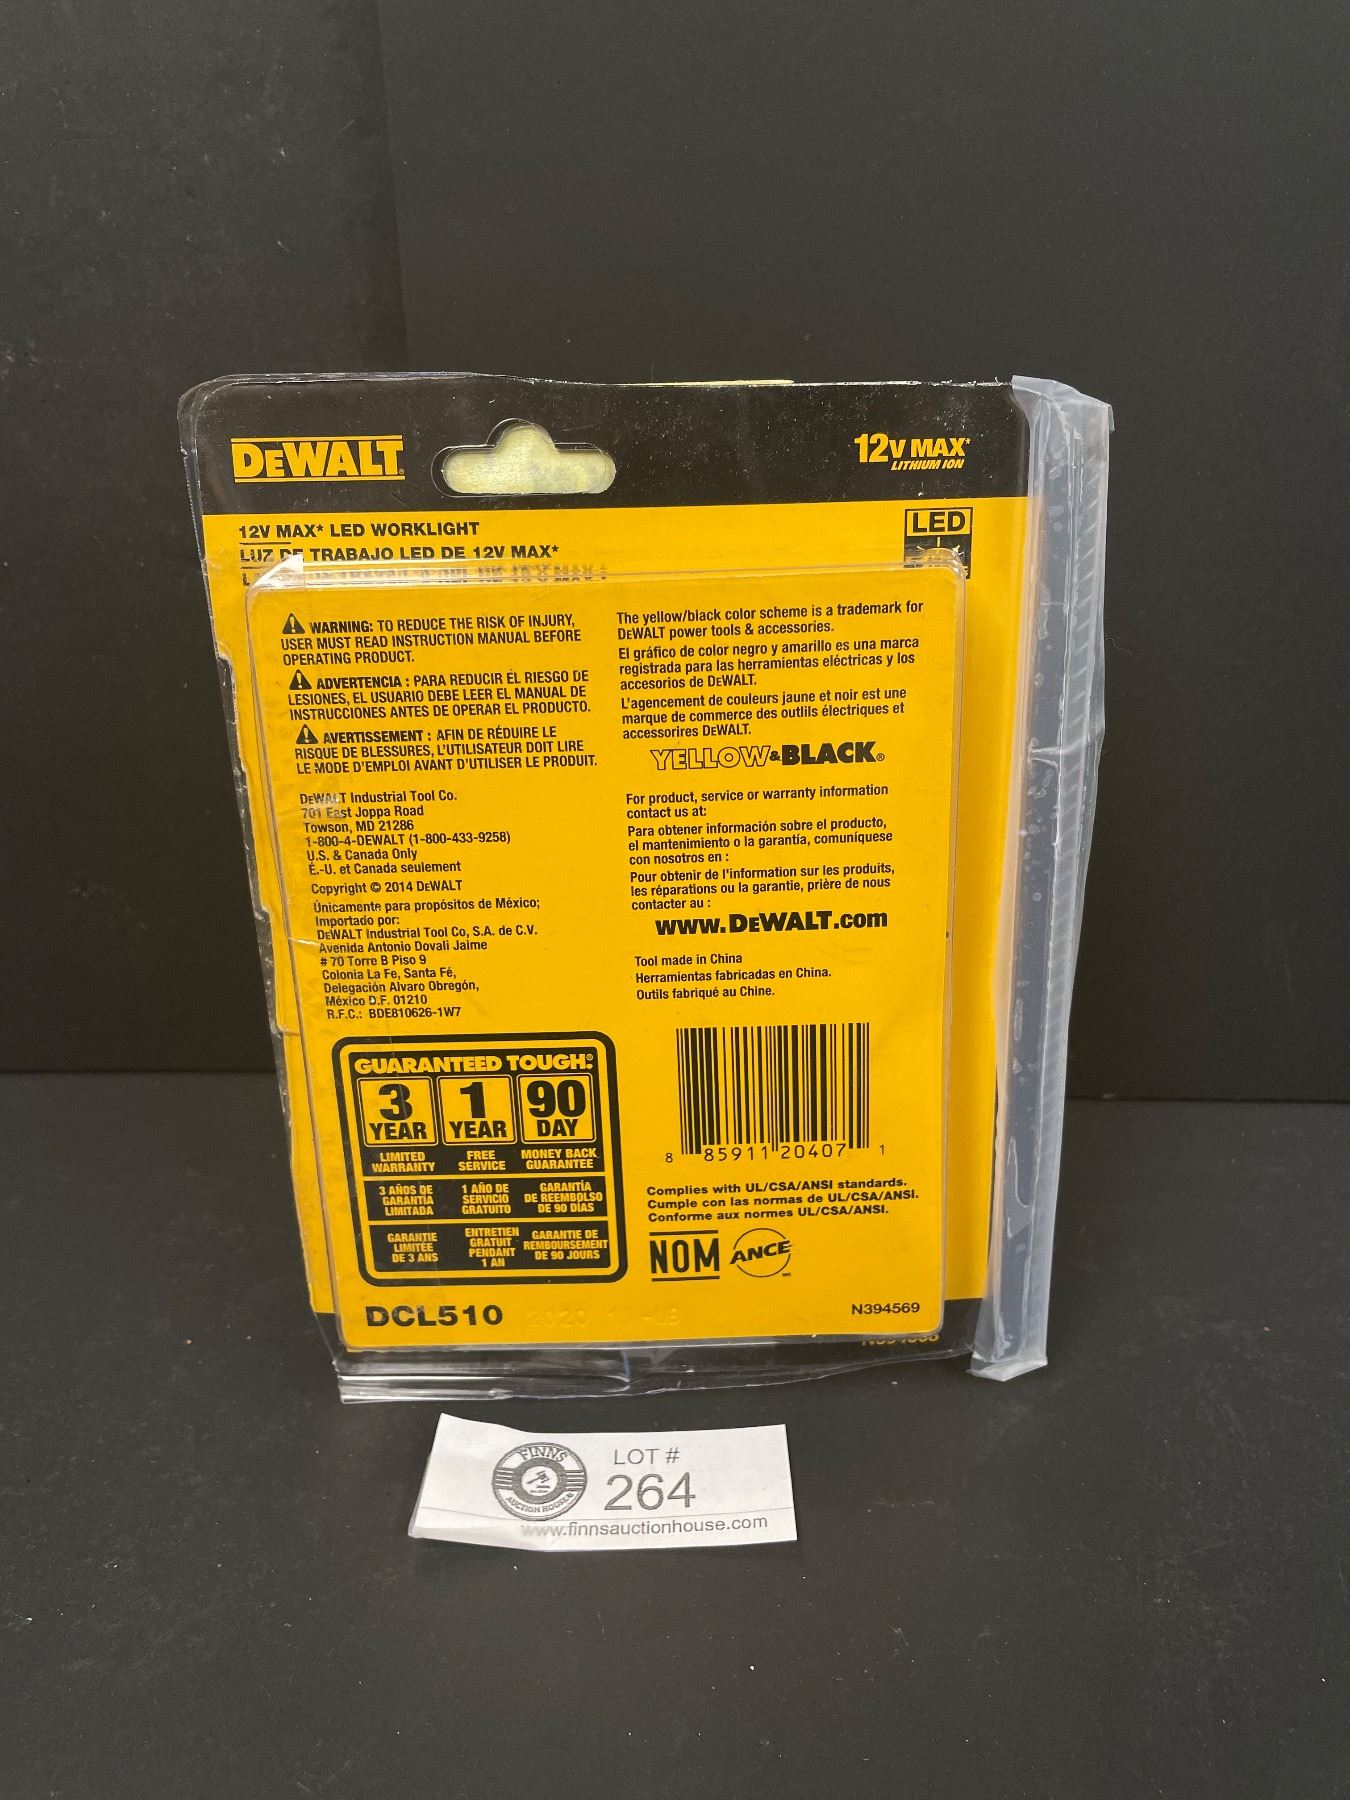 DEWALT
12V MAX*
LITHIUM ION
12V MAX* LED WORKLIGHT
LUZ DE TRABAJO LED DE 12V MAX*
LED
WARNING: TO REDUCE THE RISK OF INJURY,
USER MUST READ INSTRUCTION MANUAL BEFORE
OPERATING PRODUCT.
ADVERTENCIA : PARA REDUCIR EL RIESGO DE
LESIONES, EL USUARIO DEBE LEER EL MANUAL DE
INSTRUCCIONES ANTES DE OPERAR EL PRODUCTO.
AVERTISSEMENT : AFIN DE RÉDUIRE LE
RISQUE DE BLESSURES, L'UTILISATEUR DOIT LIRE
LE MODE D'EMPLOI AVANT D'UTILISER LE PRODUIT.
DEWALT Industrial Tool Co.
701 East Joppa Road
Towson, MD 21286
1-800-4-DEWALT (1-800-433-9258)
U.S. & Canada Only
É.-U. et Canada seulement
Copyright © 2014 DEWALT
Únicamente para propósitos de México;
Importado por:
DEWALT Industrial Tool Co, S.A. de C.V.
Avenida Antonio Dovali Jaime
# 70 Torre B Piso 9
Colonia La Fe, Santa Fé,
Delegación Alvaro Obregón,
México D.F. 01210
R.F.C.: BDE810626-1W7
The yellow/black color scheme is a trademark for
DEWALT power tools & accessories.
El gráfico de color negro y amarillo es una marca
registrada para las herramientas eléctricas y los
accesorios de DEWALT.
L'agencement de couleurs jaune et noir est une
marque de commerce des outils électriques et
accessorires DEWALT.
YELLOW&BLACK®
For product, service or warranty information
contact us at:
Para obtener información sobre el producto,
el mantenimiento o la garantía, comuníquese
con nosotros en :
Pour obtenir de l'information sur les produits,
les réparations ou la garantie, prière de nous
contacter au :
www.DEWALT.com
Tool made in China
Herramientas fabricadas en China.
Outils fabriqué au Chine.
GUARANTEED TOUGH®
3 YEAR
LIMITED WARRANTY
1 YEAR
FREE SERVICE
90 DAY
MONEY BACK GUARANTEE
3 AÑOS DE GARANTÍA LIMITADA
1 AÑO DE SERVICIO GRATUITO
GARANTÍA DE REEMBOLSO DE 90 DÍAS
GARANTIE LIMITÉE DE 3 ANS
ENTRETIEN GRATUIT PENDANT 1 AN
GARANTIE DE REMBOURSEMENT DE 90 JOURS
8 85911 20407 1
Complies with UL/CSA/ANSI standards.
Cumple con las normas de UL/CSA/ANSI.
Conforme aux normes UL/CSA/ANSI.
NOM ANCE
DCL510
N394569
FINNS
AUCTION HOUSE
LOT #
264
www.finnsauctionhouse.com